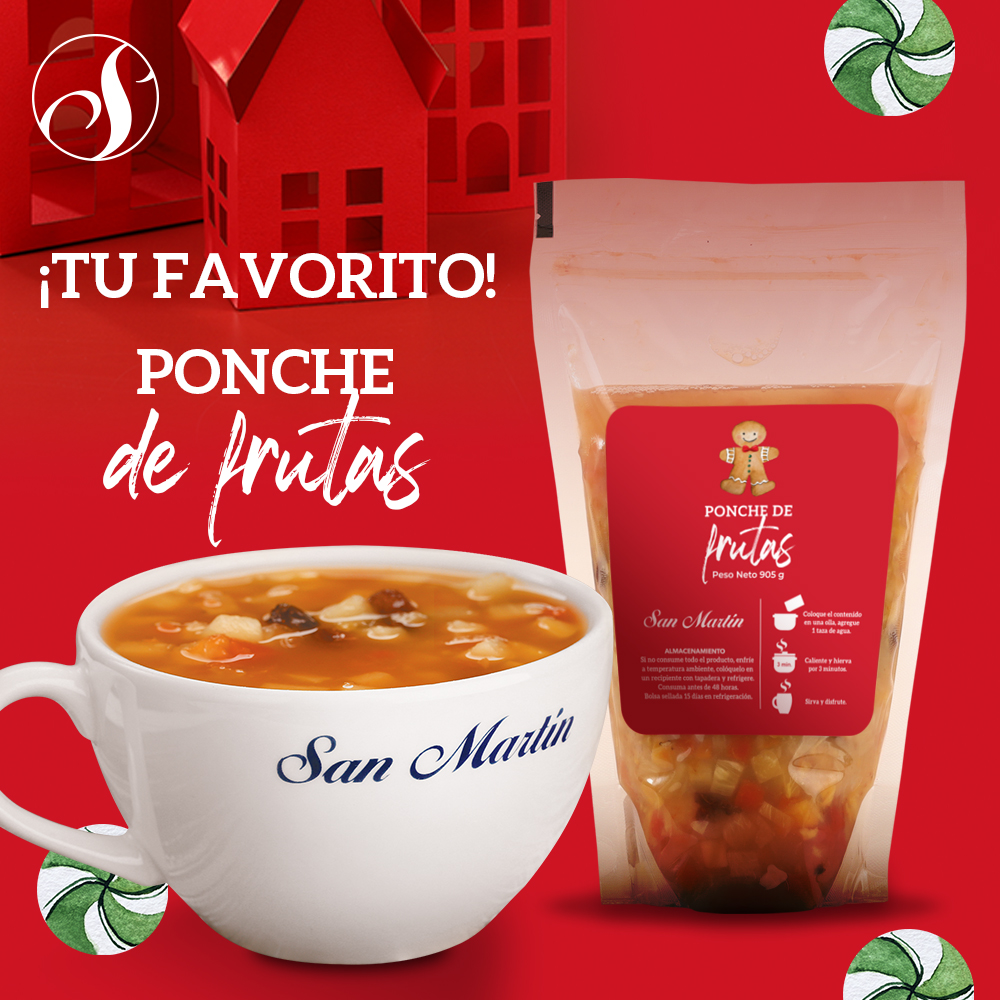 S
¡TU FAVORITO!
PONCHE
de frutas
San Martín
PONCHE DE
frutas
Peso Neto 905 g
San Martín
ALMACENAMIENTO
Si no consume todo el producto, enfríe
a temperatura ambiente, colóquelo en
un recipiente con tapadera y refrigere.
Consuma antes de 48 horas.
Bolsa sellada 15 días en refrigeración.
Coloque el contenido
en una olla, agregue
1 taza de agua.
3 min.
Caliente y hierva
por 3 minutos.
Sirva y disfrute.